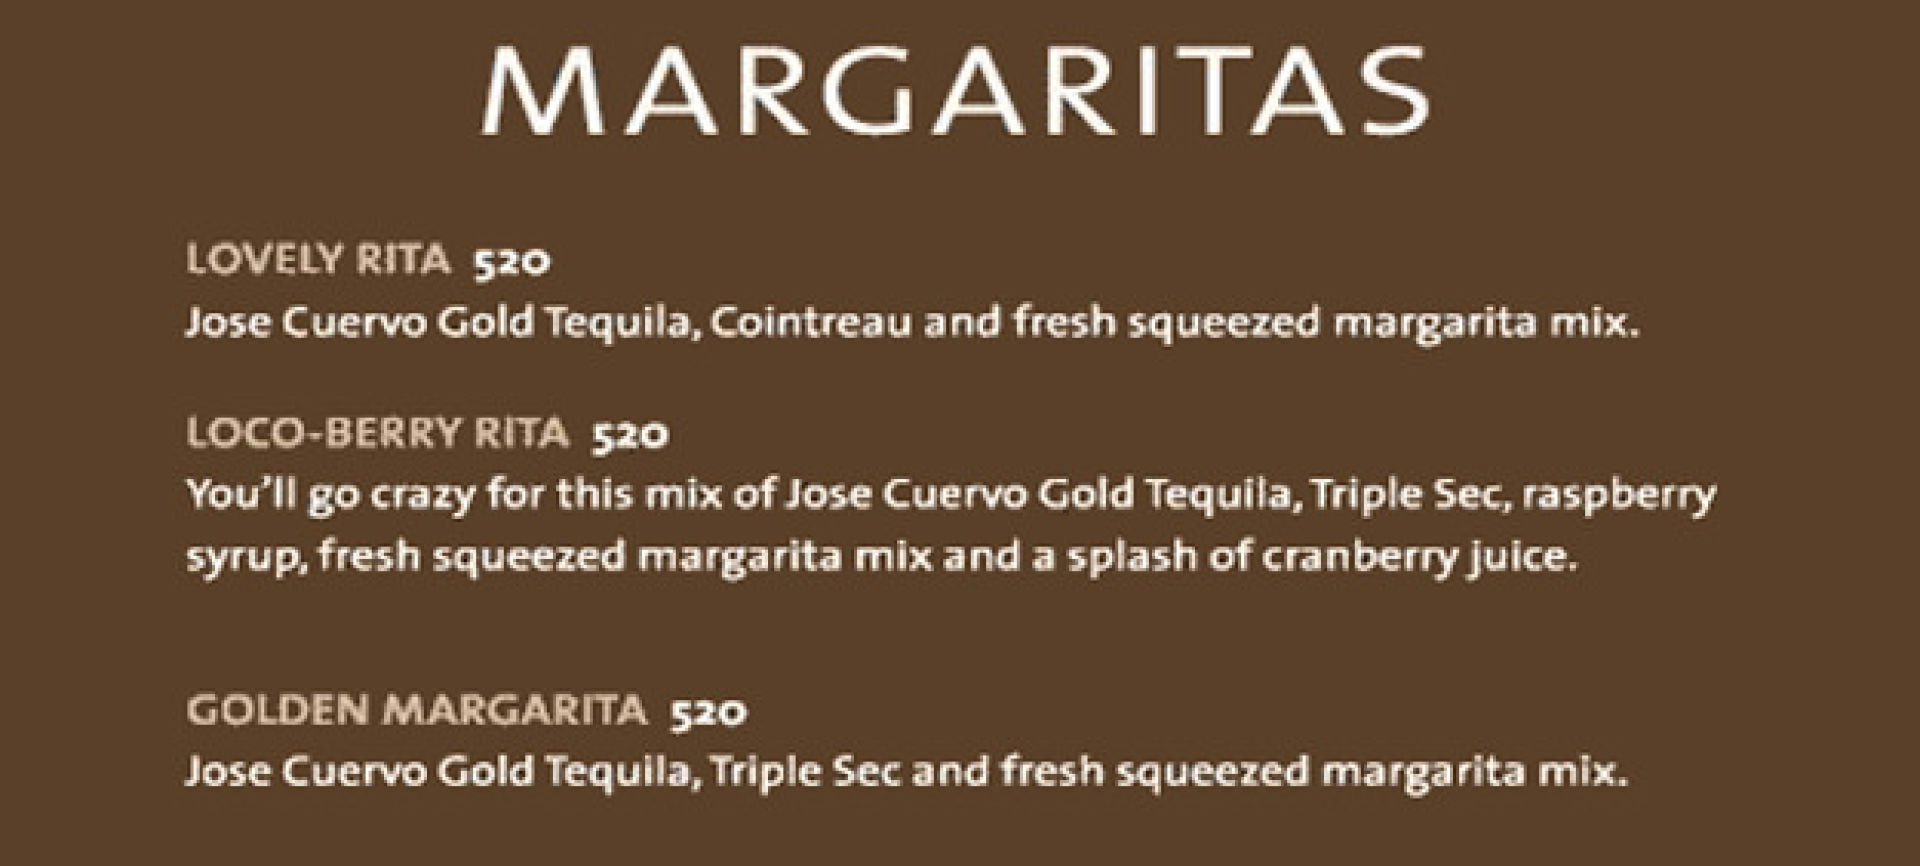 MARGARITAS
LOVELY RITA 520
Jose Cuervo Gold Tequila, Cointreau and fresh squeezed margarita mix.
LOCO-BERRY RITA 520
You’ll go crazy for this mix of Jose Cuervo Gold Tequila, Triple Sec, raspberry
syrup, fresh squeezed margarita mix and a splash of cranberry juice.
GOLDEN MARGARITA 520
Jose Cuervo Gold Tequila, Triple Sec and fresh squeezed margarita mix.